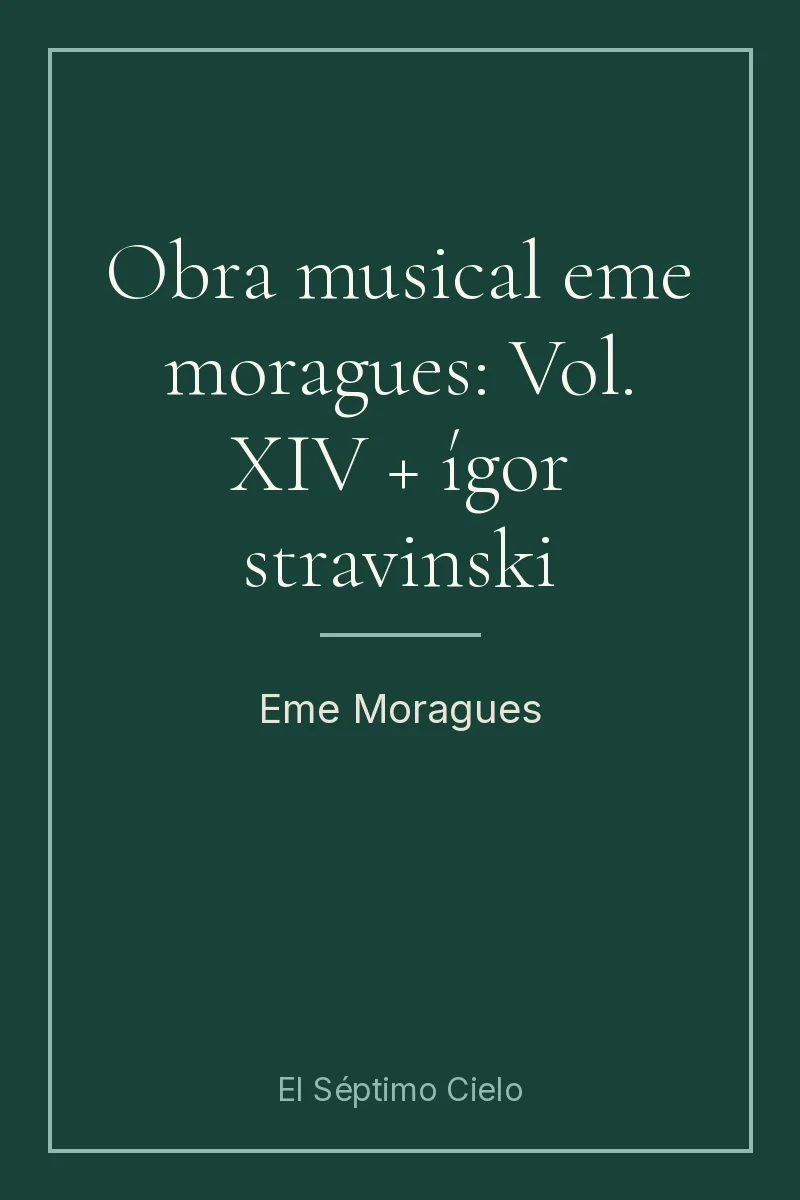 Obra musical eme
moragues: Vol.
XIV + ígor
stravinski
Eme Moragues
El Séptimo Cielo